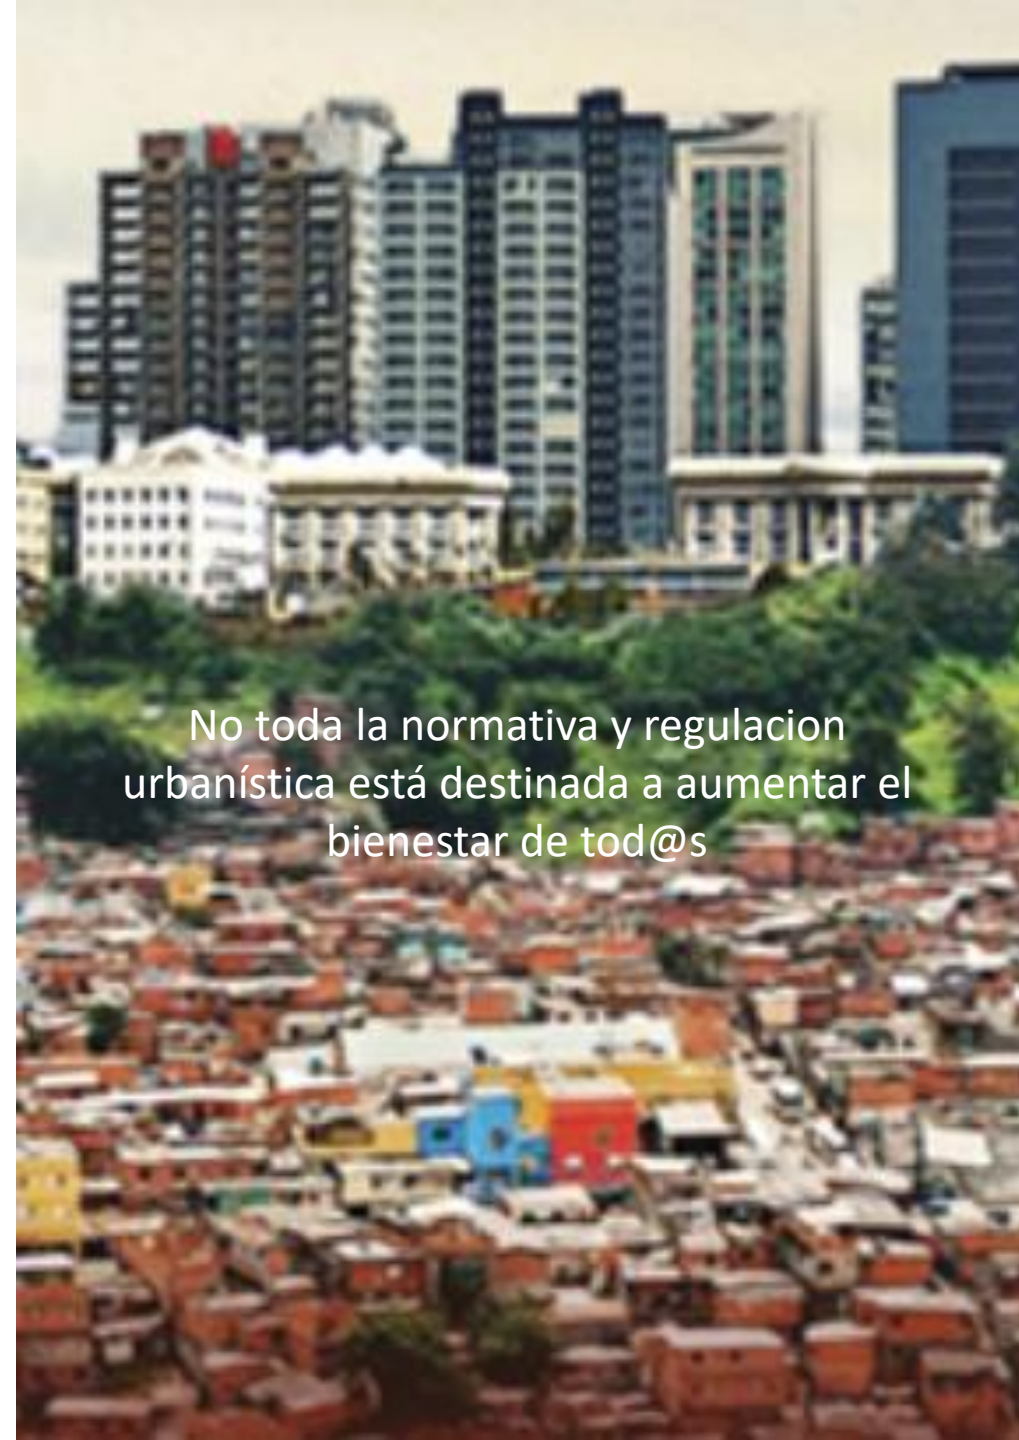 No toda la normativa y regulacion
urbanística está destinada a aumentar el
bienestar de tod@s